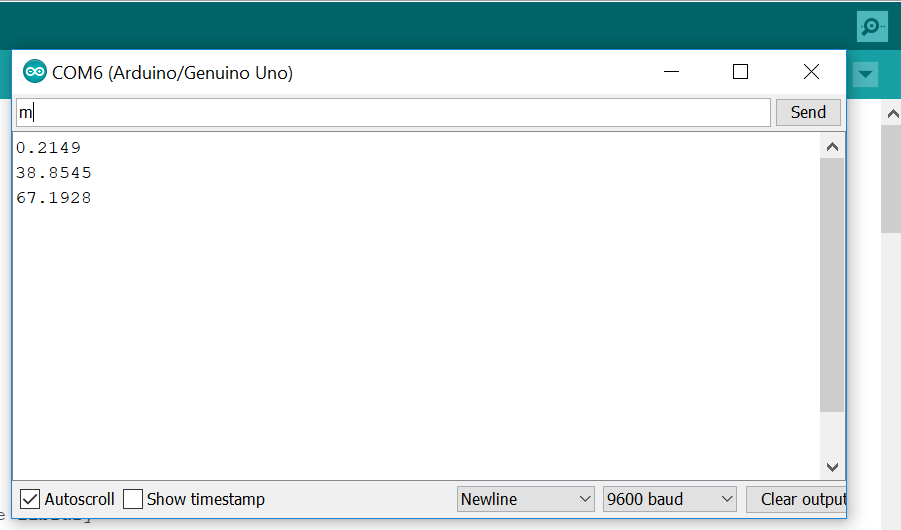 COM6 (Arduino/Genuino Uno)
m
Send
0.2149
38.8545
67.1928
Autoscroll
Show timestamp
Newline
9600 baud
Clear output